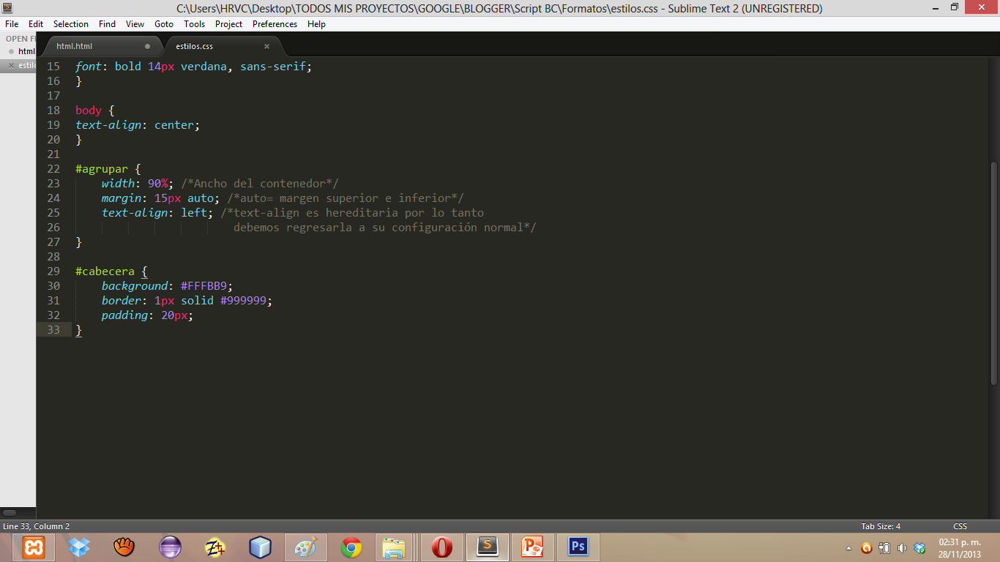 C:\Users\HRVC\Desktop\TODOS MIS PROYECTOS\GOOGLE\BLOGGER\Script BC\Formatos\estilos.css - Sublime Text 2 (UNREGISTERED)
File Edit Selection Find View Goto Tools Project Preferences Help
OPEN FI
html
estilo
html.html estilos.css
15 font: bold 14px verdana, sans-serif;
16 }
17
18 body {
19 text-align: center;
20 }
21
22 #agrupar {
23 width: 90%; /*Ancho del contenedor*/
24 margin: 15px auto; /*auto= margen superior e inferior*/
25 text-align: left; /*text-align es hereditaria por lo tanto
26 debemos regresarla a su configuración normal*/
27 }
28
29 #cabecera {
30 background: #FFFBB9;
31 border: 1px solid #999999;
32 padding: 20px;
33 }
Line 33, Column 2 Tab Size: 4 CSS
Ps
02:31 p. m.
28/11/2013